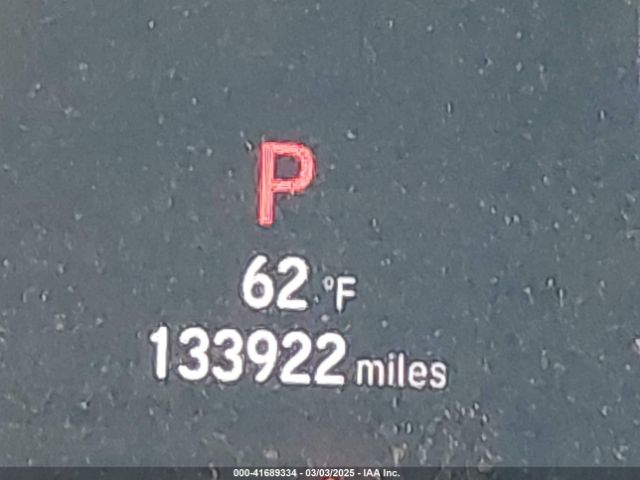 P
62 °F
133922 miles
000-41689334 - 03/03/2025 - IAA Inc.